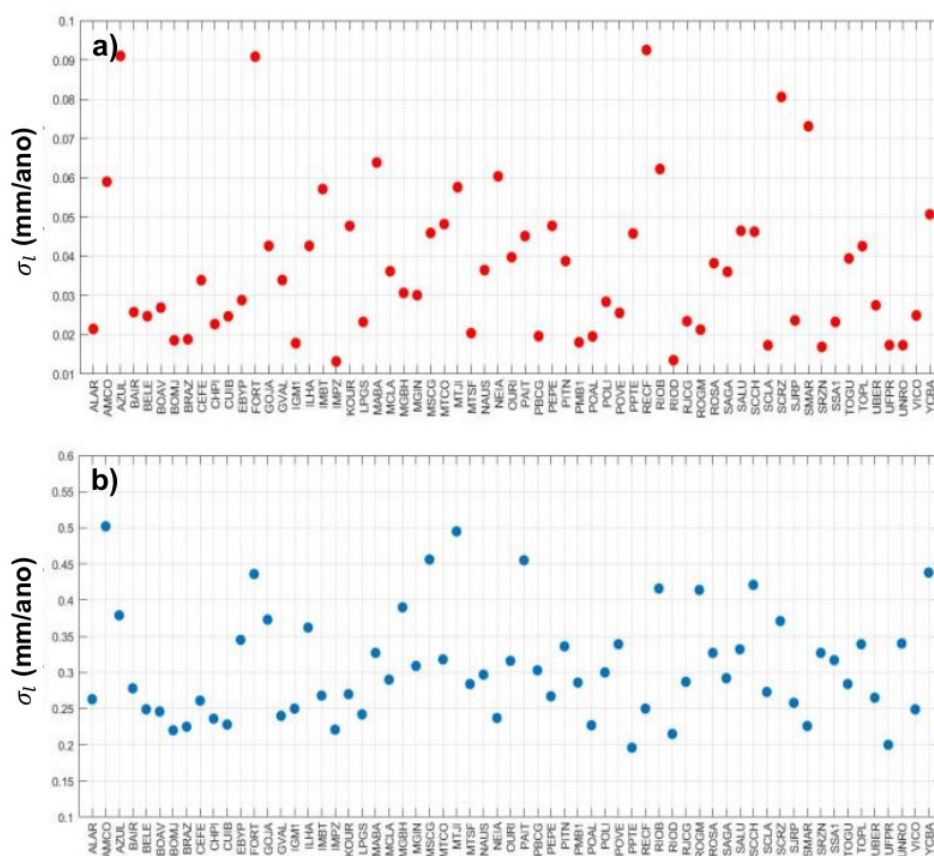 a)
σₗ (mm/ano)
0.1
0.09
0.08
0.07
0.06
0.05
0.04
0.03
0.02
0.01
ALAR
AMCO
AZUL
BAIR
BELE
BOAV
BOMJ
BRAZ
CEFE
CHPI
CUIB
EBYP
FORT
GOJA
GVAL
IGM1
ILHA
IMBT
IMPZ
KOUR
LPGS
MABA
MCLA
MGBH
MGIN
MSCG
MTCO
MTJI
MTSF
NAUS
NEIA
OURI
PAIT
PBCG
PEPE
PITN
PMB1
POAL
POLI
POVE
PPTE
RECF
RIOB
RIOD
RJCG
ROGM
ROSA
SAGA
SALU
SCCH
SCLA
SCRZ
SJRP
SMAR
SRZN
SSA1
TOGU
TOPL
UBER
UFPR
UNRO
VICO
YCBA
b)
σₗ (mm/ano)
0.6
0.55
0.5
0.45
0.4
0.35
0.3
0.25
0.2
0.15
0.1
ALAR
AMCO
AZUL
BAIR
BELE
BOAV
BOMJ
BRAZ
CEFE
CHPI
CUIB
EBYP
FORT
GOJA
GVAL
IGM1
ILHA
IMBT
IMPZ
KOUR
LPGS
MABA
MCLA
MGBH
MGIN
MSCG
MTCO
MTJI
MTSF
NAUS
NEIA
OURI
PAIT
PBCG
PEPE
PITN
PMB1
POAL
POLI
POVE
PPTE
RECF
RIOB
RIOD
RJCG
ROGM
ROSA
SAGA
SALU
SCCH
SCLA
SCRZ
SJRP
SMAR
SRZN
SSA1
TOGU
TOPL
UBER
UFPR
UNRO
VICO
YCBA